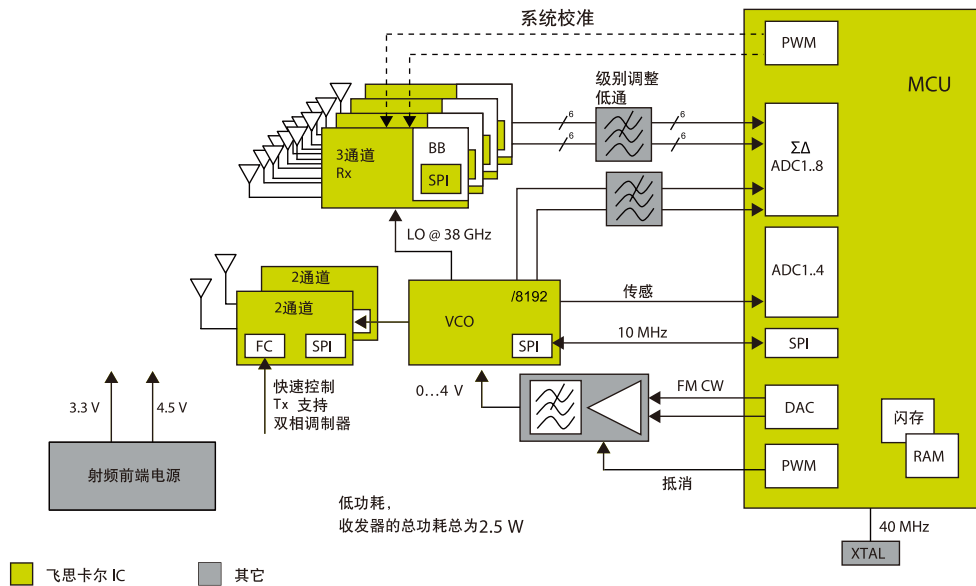 系统校准
PWM
MCU
级别调整
低通
6
6
6
6
3通道
Rx
BB
SPI
ΣΔ
ADC1..8
LO @ 38 GHz
2通道
2通道
FC
SPI
/8192
VCO
SPI
传感
ADC1..4
10 MHz
SPI
0...4 V
FM CW
DAC
闪存
RAM
PWM
抵消
快速控制
Tx 支持
双相调制器
3.3 V
4.5 V
射频前端电源
低功耗，
收发器的总功耗总为2.5 W
40 MHz
XTAL
飞思卡尔 IC
其它